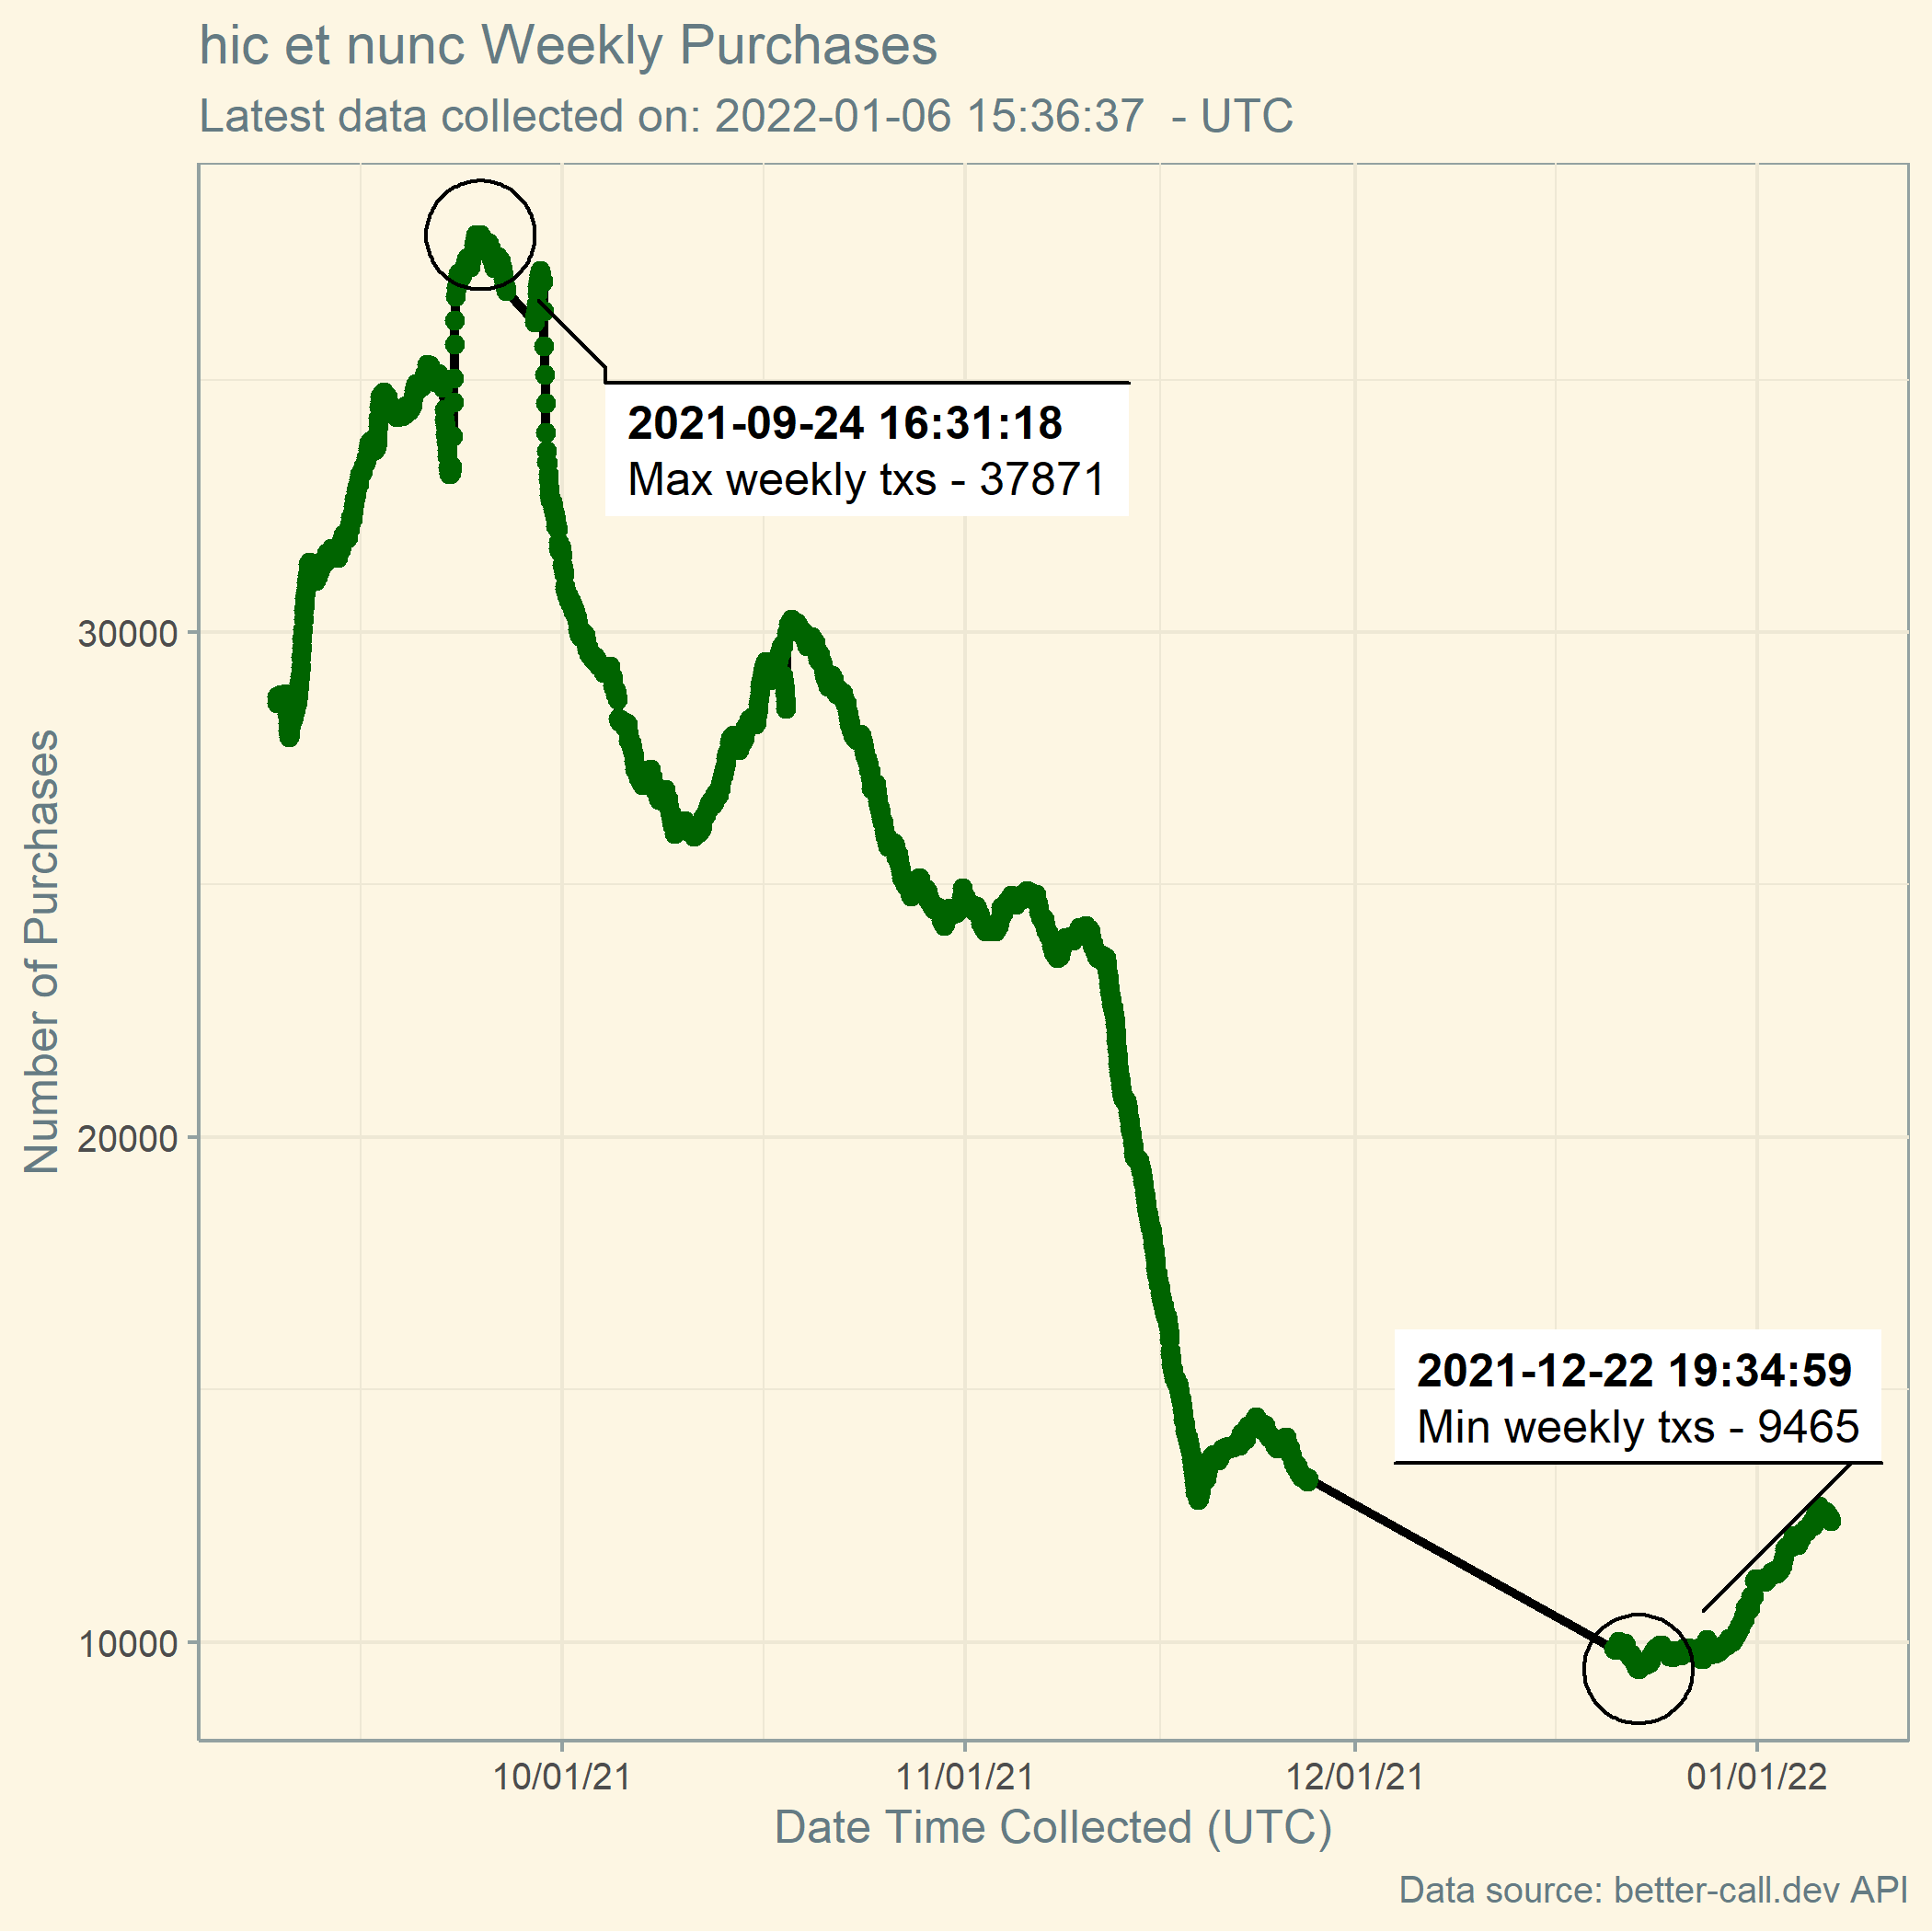 hic et nunc Weekly Purchases
Latest data collected on: 2022-01-06 15:36:37  - UTC
2021-09-24 16:31:18
Max weekly txs - 37871
30000
Number of Purchases
20000
2021-12-22 19:34:59
Min weekly txs - 9465
10000
10/01/21
11/01/21
12/01/21
01/01/22
Date Time Collected (UTC)
Data source: better-call.dev API